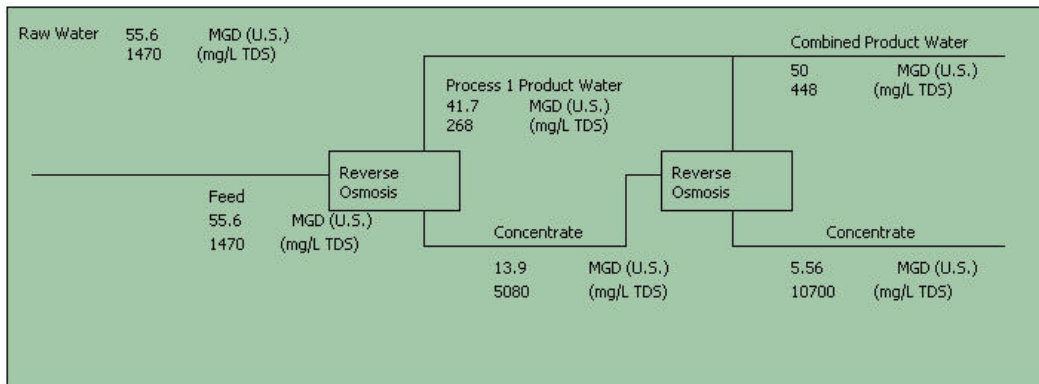 Raw Water 55.6 MGD (U.S.)
1470 (mg/L TDS)
Combined Product Water
50 MGD (U.S.)
448 (mg/L TDS)
Process 1 Product Water
41.7 MGD (U.S.)
268 (mg/L TDS)
Reverse
Osmosis
Reverse
Osmosis
Feed
55.6 MGD (U.S.)
1470 (mg/L TDS)
Concentrate
13.9 MGD (U.S.)
5080 (mg/L TDS)
Concentrate
5.56 MGD (U.S.)
10700 (mg/L TDS)